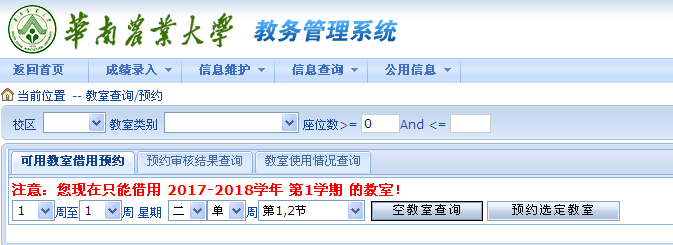 華南農業大學 教务管理系统
返回首页 成绩录入 信息维护 信息查询 公用信息
当前位置 -- 教室查询/预约
校区 教室类别 座位数>= 0 And <=
可用教室借用预约 预约审核结果查询 教室使用情况查询
注意：您现在只能借用 2017-2018学年 第1学期 的教室！
1 周至 1 周 星期 二 单 周 第1,2节 空教室查询 预约选定教室